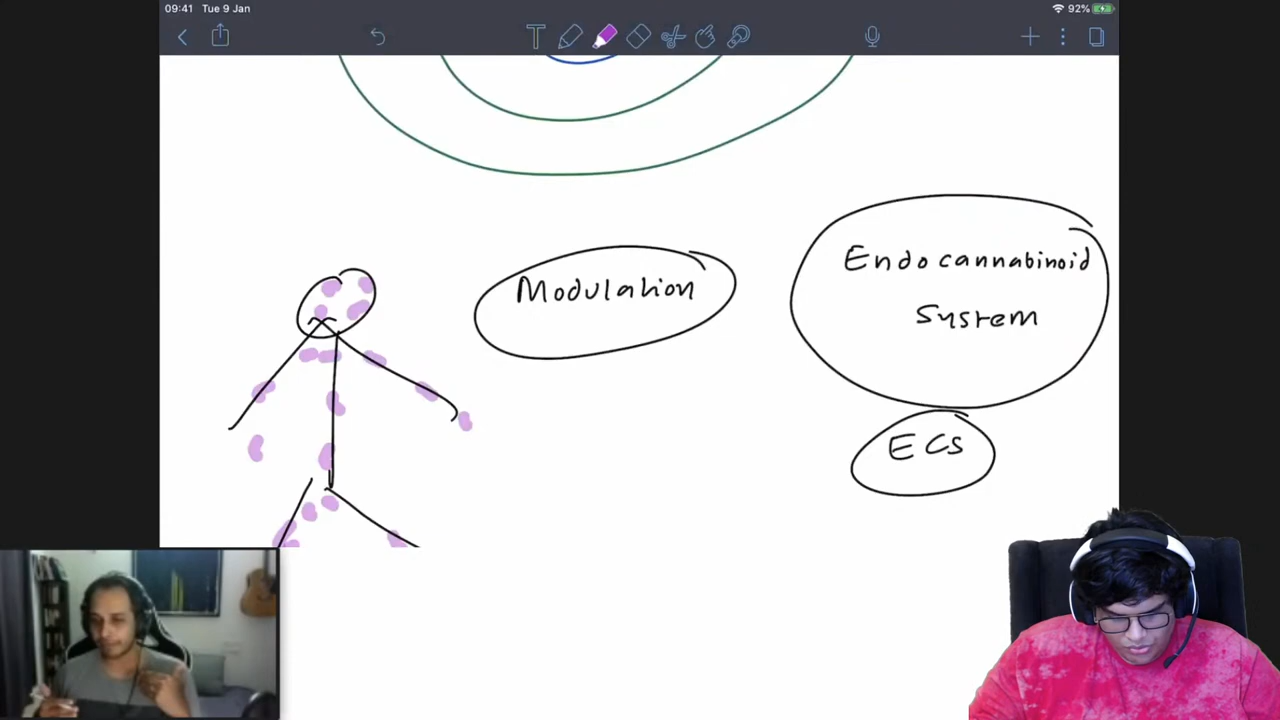 09:41 Tue 9 Jan
92%
T
Modulation
Endocannabinoid
System
ECS